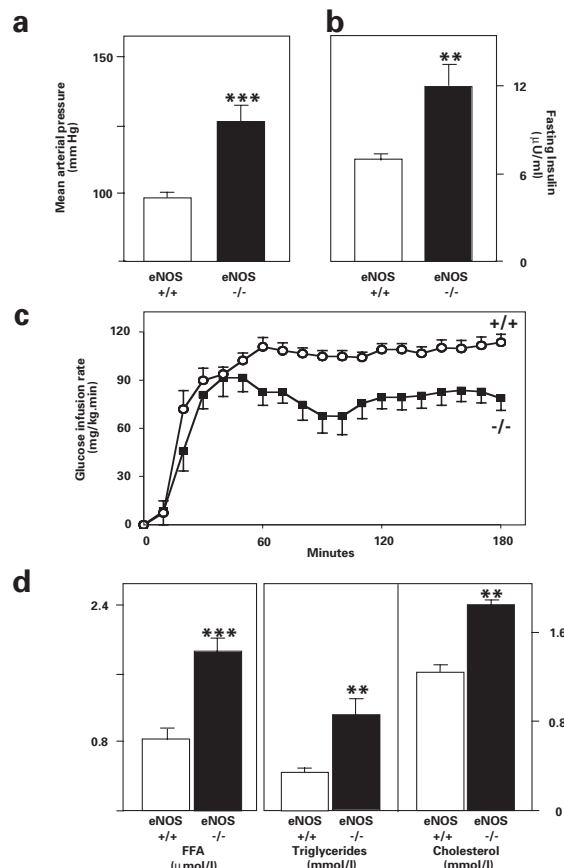 a
150
100
Mean arterial pressure
(mm Hg)
***
eNOS eNOS
+/+ -/-
b
**
12
6
0
Fasting Insulin
(µU/ml)
eNOS eNOS
+/+ -/-
c
120
90
60
30
0
Glucose infusion rate
(mg/kg.min)
+/+
-/-
0 60 120 180
Minutes
d
2.4
0.8
***
**
**
1.6
0.8
0
eNOS eNOS eNOS eNOS eNOS eNOS
+/+ -/- +/+ -/- +/+ -/-
FFA Triglycerides Cholesterol
(µmol/l) (mmol/l) (mmol/l)